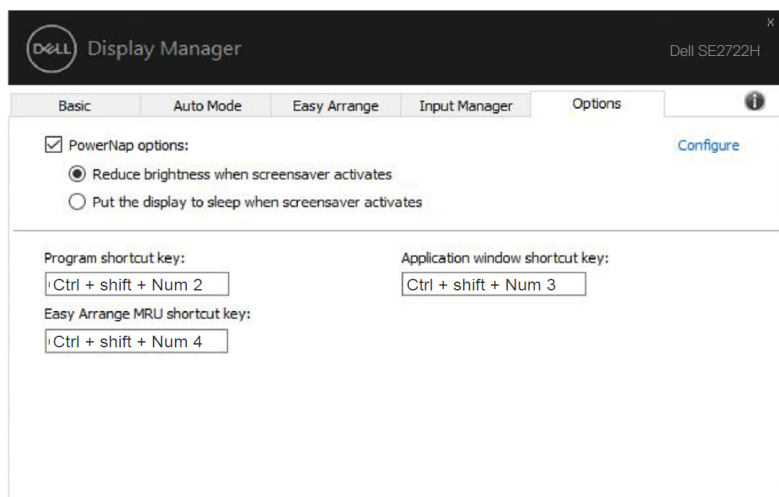 x
DELL Display Manager
Dell SE2722H
Basic Auto Mode Easy Arrange Input Manager Options i
PowerNap options: Configure
Reduce brightness when screensaver activates
Put the display to sleep when screensaver activates
Program shortcut key: Application window shortcut key:
Ctrl + shift + Num 2 Ctrl + shift + Num 3
Easy Arrange MRU shortcut key:
Ctrl + shift + Num 4